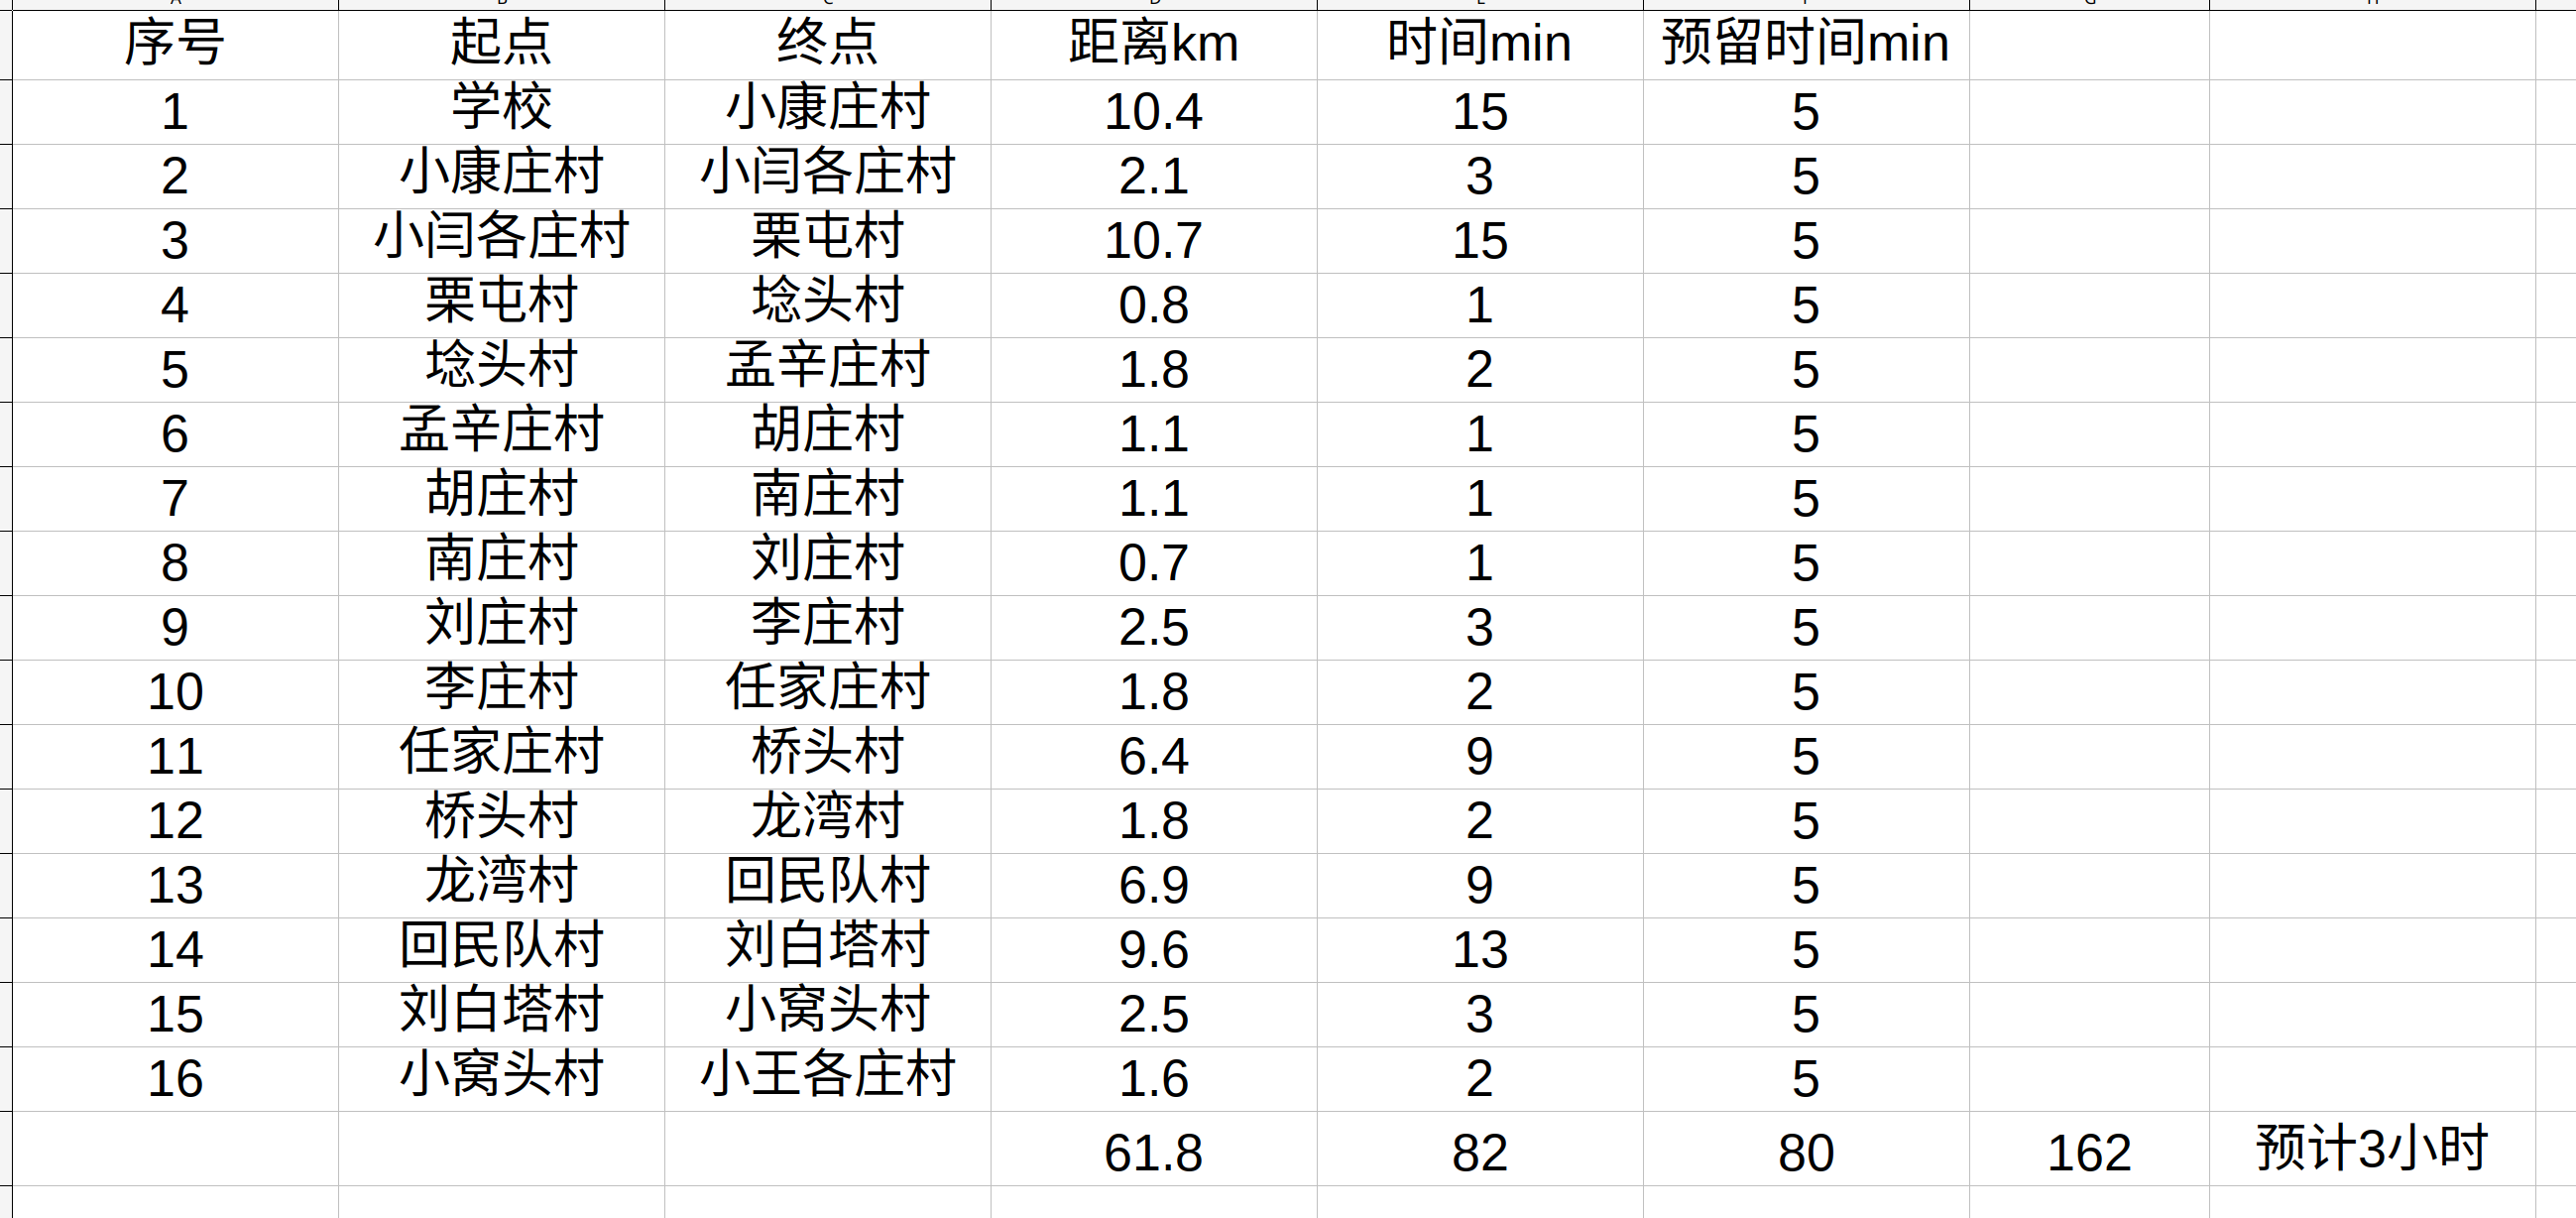 序号 起点 终点 距离km 时间min 预留时间min
1 学校 小康庄村 10.4 15 5
2 小康庄村 小闫各庄村 2.1 3 5
3 小闫各庄村 栗屯村 10.7 15 5
4 栗屯村 埝头村 0.8 1 5
5 埝头村 孟辛庄村 1.8 2 5
6 孟辛庄村 胡庄村 1.1 1 5
7 胡庄村 南庄村 1.1 1 5
8 南庄村 刘庄村 0.7 1 5
9 刘庄村 李庄村 2.5 3 5
10 李庄村 任家庄村 1.8 2 5
11 任家庄村 桥头村 6.4 9 5
12 桥头村 龙湾村 1.8 2 5
13 龙湾村 回民队村 6.9 9 5
14 回民队村 刘白塔村 9.6 13 5
15 刘白塔村 小窝头村 2.5 3 5
16 小窝头村 小王各庄村 1.6 2 5
61.8 82 80 162 预计3小时